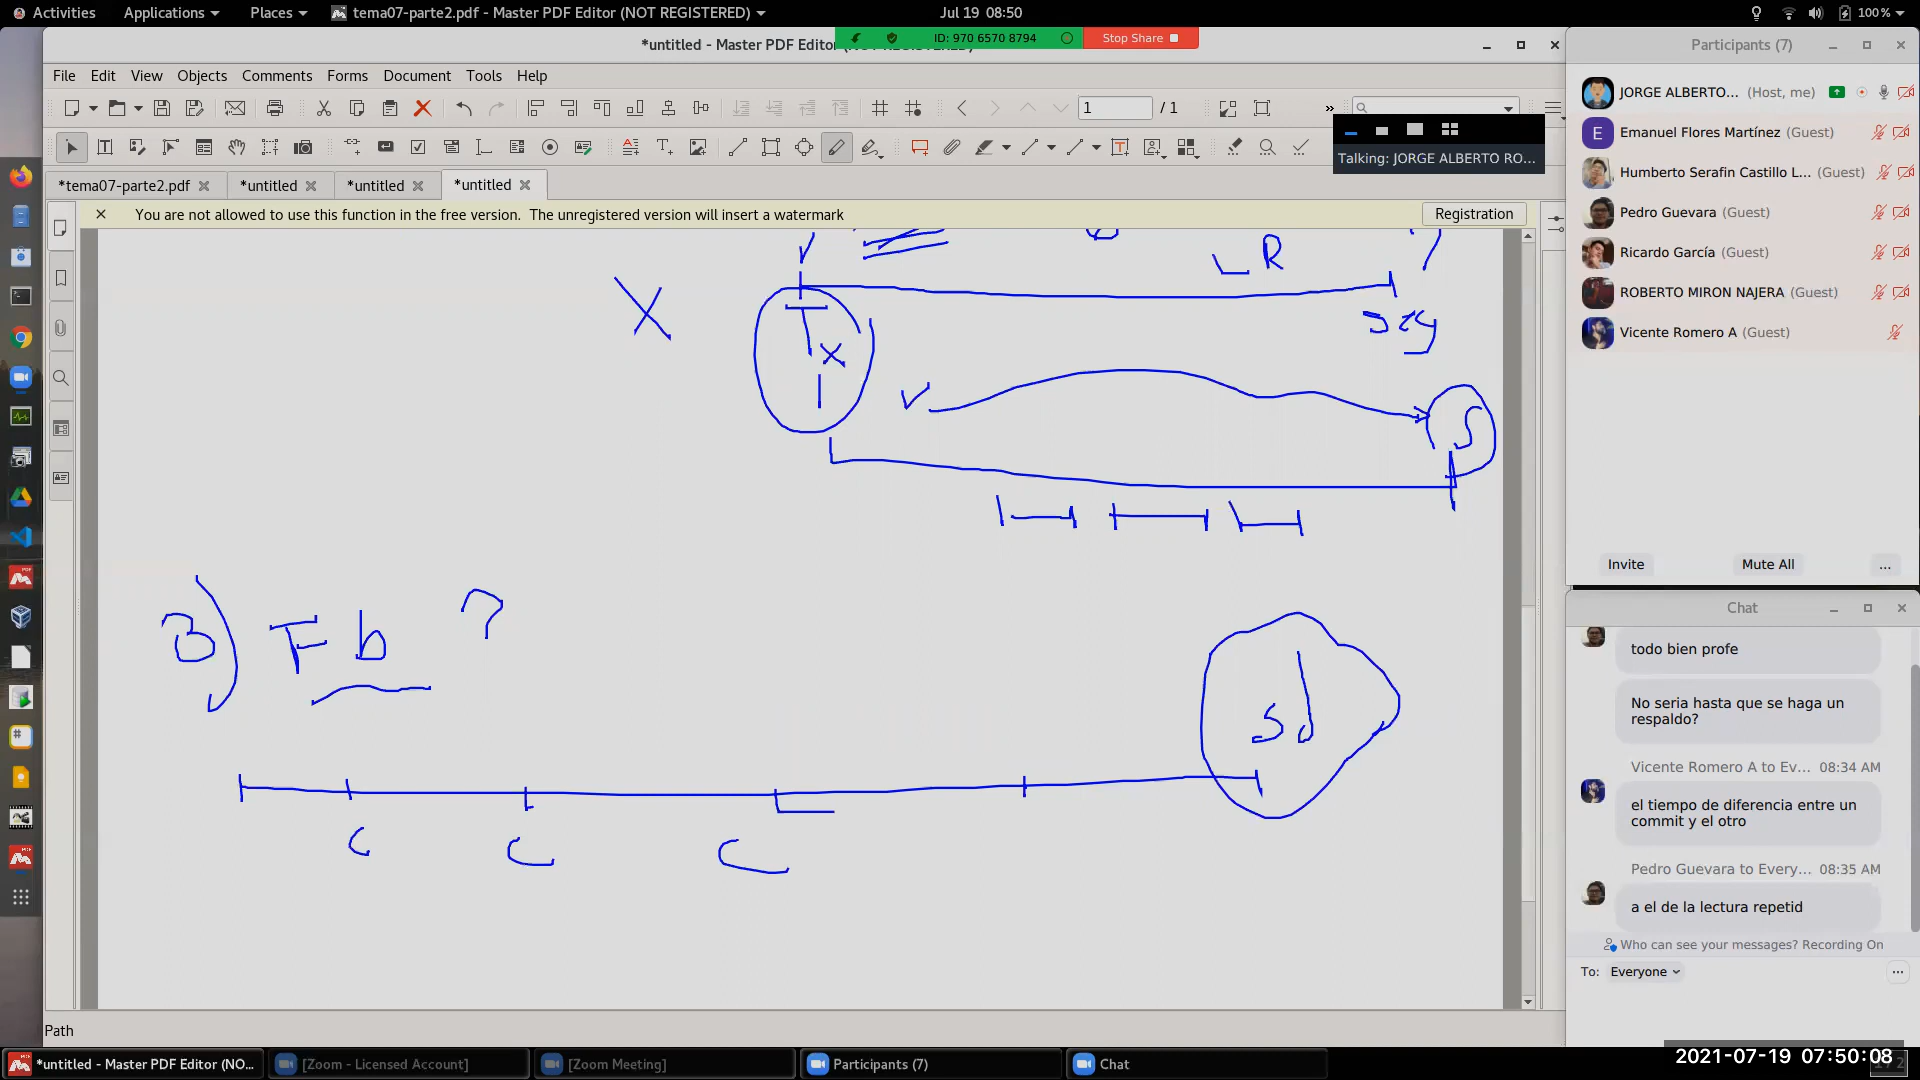 Activities Applications Places tema07-parte2.pdf - Master PDF Editor (NOT REGISTERED) Jul 19 08:50 100%
ID: 970 6570 8794 Stop Share
*untitled - Master PDF Editor
File Edit View Objects Comments Forms Document Tools Help
1 / 1
Talking: JORGE ALBERTO RO...
*tema07-parte2.pdf *untitled *untitled *untitled
You are not allowed to use this function in the free version. The unregistered version will insert a watermark Registration
R
X
T
X
S
3) Fb ?
sd
C C C
Path
Participants (7)
JORGE ALBERTO... (Host, me)
E Emanuel Flores Martínez (Guest)
Humberto Serafin Castillo L... (Guest)
Pedro Guevara (Guest)
Ricardo García (Guest)
ROBERTO MIRON NAJERA (Guest)
Vicente Romero A (Guest)
Invite Mute All ...
Chat
todo bien profe
No seria hasta que se haga un
respaldo?
Vicente Romero A to Ev... 08:34 AM
el tiempo de diferencia entre un
commit y el otro
Pedro Guevara to Every... 08:35 AM
a el de la lectura repetid
Who can see your messages? Recording On
To: Everyone
*untitled - Master PDF Editor (NO... [Zoom - Licensed Account] [Zoom Meeting] Participants (7) Chat
2021-07-19 07:50:08